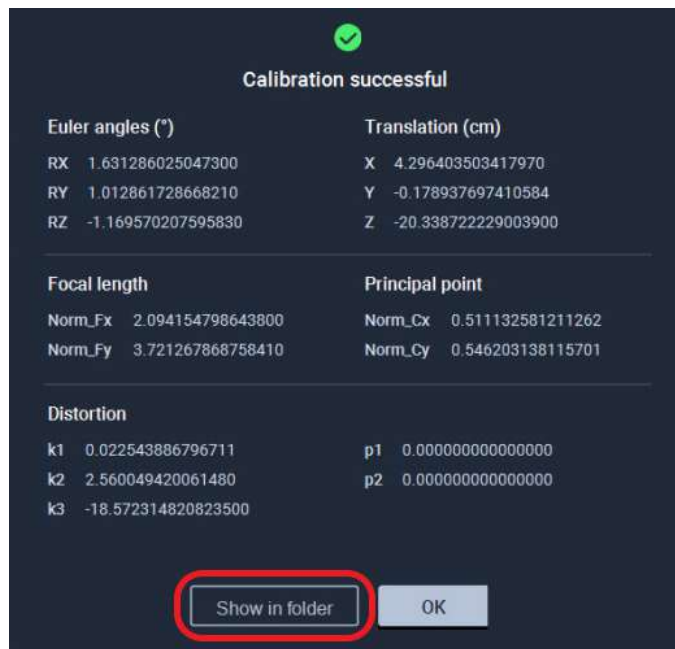 Calibration successful
Euler angles (°)
RX 1.631286025047300
RY 1.012861728668210
RZ -1.169570207595830
Translation (cm)
X 4.296403503417970
Y -0.178937697410584
Z -20.338722229003900
Focal length
Norm_Fx 2.094154798643800
Norm_Fy 3.721267868758410
Principal point
Norm_Cx 0.511132581211262
Norm_Cy 0.546203138115701
Distortion
k1 0.022543886796711
k2 2.560049420061480
k3 -18.572314820823500
p1 0.000000000000000
p2 0.000000000000000
Show in folder
OK